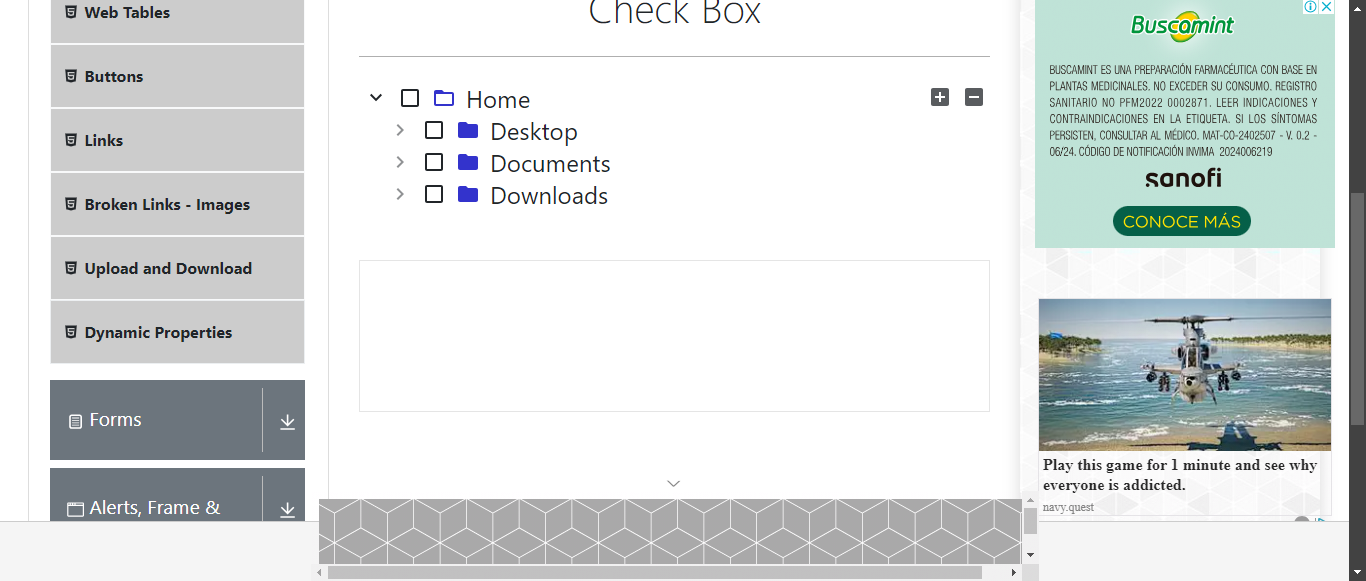 Web Tables
Buttons
Links
Broken Links - Images
Upload and Download
Dynamic Properties
Forms
Alerts, Frame &
Check Box
Home
Desktop
Documents
Downloads
Buscamint
BUSCAMINT ES UNA PREPARACIÓN FARMACÉUTICA CON BASE EN
PLANTAS MEDICINALES. NO EXCEDER SU CONSUMO. REGISTRO
SANITARIO NO PFM2022 0002871. LEER INDICACIONES Y
CONTRAINDICACIONES EN LA ETIQUETA. SI LOS SÍNTOMAS
PERSISTEN, CONSULTAR AL MÉDICO. MAT-CO-2402507 - V. 0.2 -
06/24. CÓDIGO DE NOTIFICACIÓN INVIMA 2024006219
sanofi
CONOCE MÁS
Play this game for 1 minute and see why
everyone is addicted.
navy.quest